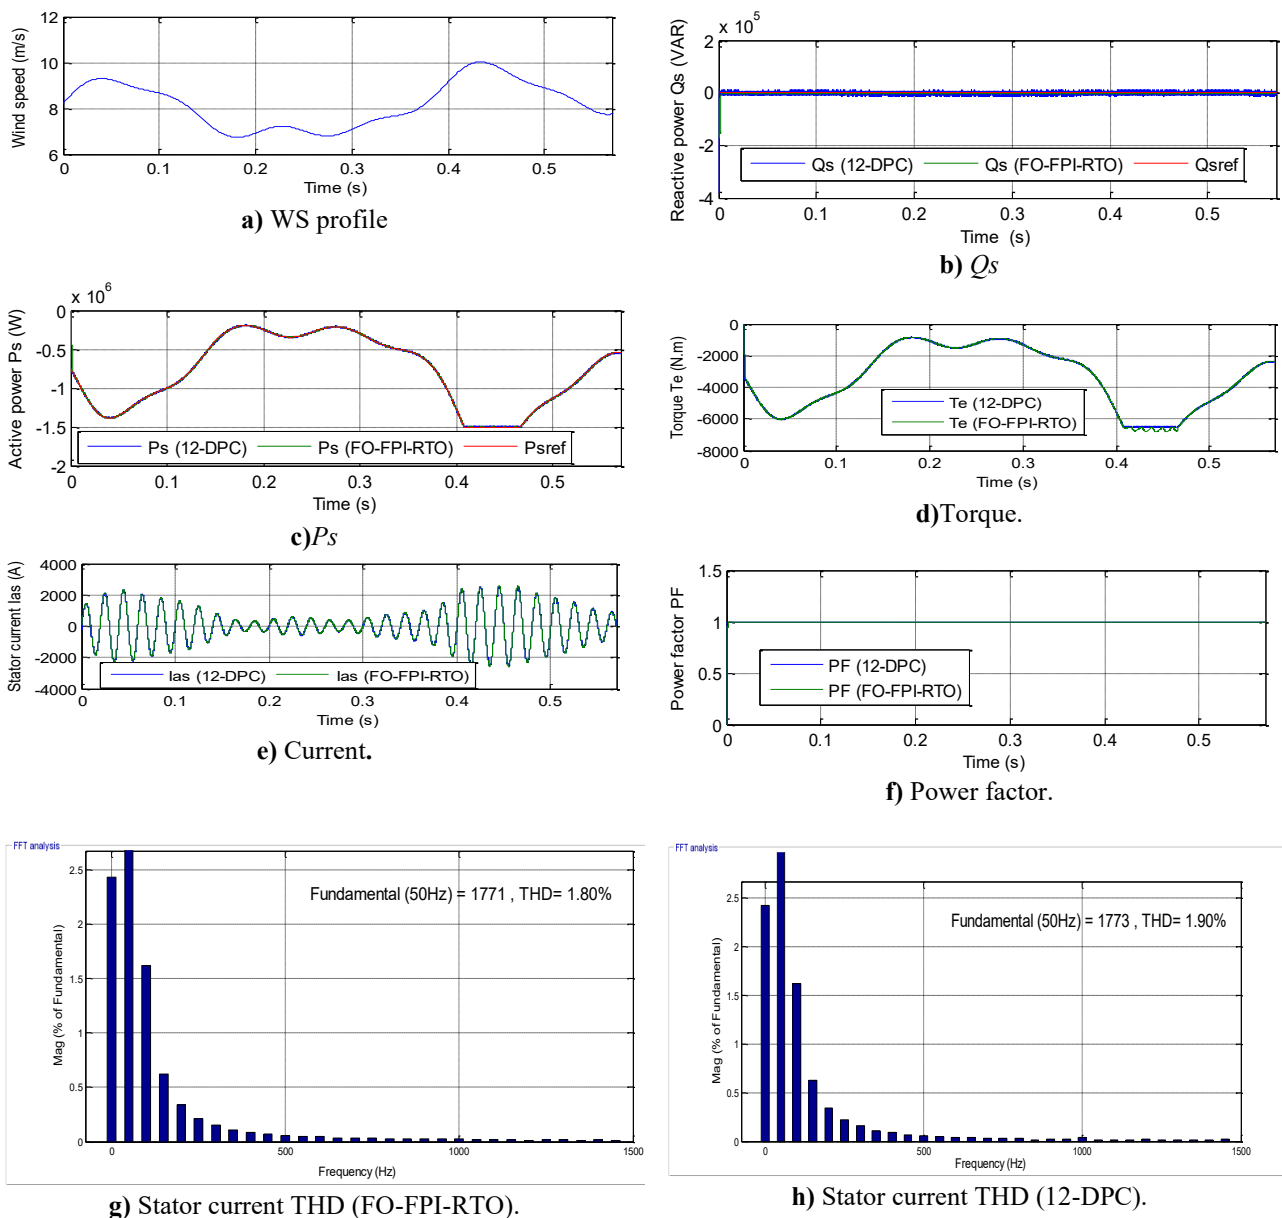 12
10
8
6
Wind speed (m/s)
0 0.1 0.2 0.3 0.4 0.5
Time (s)
a) WS profile
x 10^5
2
0
-2
-4
Reactive power Qs (VAR)
Qs (12-DPC) Qs (FO-FPI-RTO) Qsref
0 0.1 0.2 0.3 0.4 0.5
Time (s)
b) Qs
x 10^6
0
-0.5
-1
-1.5
-2
Active power Ps (W)
Ps (12-DPC) Ps (FO-FPI-RTO) Psref
0 0.1 0.2 0.3 0.4 0.5
Time (s)
c)Ps
0
-2000
-4000
-6000
-8000
Torque Te (N.m)
Te (12-DPC)
Te (FO-FPI-RTO)
0 0.1 0.2 0.3 0.4 0.5
Time (s)
d)Torque.
4000
2000
0
-2000
-4000
Stator current Ias (A)
Ias (12-DPC) Ias (FO-FPI-RTO)
0 0.1 0.2 0.3 0.4 0.5
Time (s)
e) Current.
1.5
1
0.5
0
Power factor PF
PF (12-DPC)
PF (FO-FPI-RTO)
0 0.1 0.2 0.3 0.4 0.5
Time (s)
f) Power factor.
FFT analysis
2.5
2
1.5
1
0.5
0
Mag (% of Fundamental)
Fundamental (50Hz) = 1771 , THD= 1.80%
0 500 1000 1500
Frequency (Hz)
g) Stator current THD (FO-FPI-RTO).
FFT analysis
2.5
2
1.5
1
0.5
0
Mag (% of Fundamental)
Fundamental (50Hz) = 1773 , THD= 1.90%
0 500 1000 1500
Frequency (Hz)
h) Stator current THD (12-DPC).